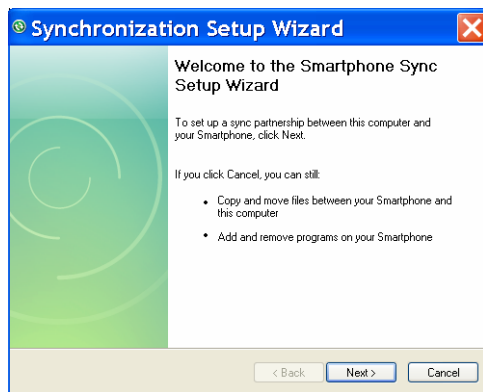 Synchronization Setup Wizard
Welcome to the Smartphone Sync
Setup Wizard
To set up a sync partnership between this computer and
your Smartphone, click Next.
If you click Cancel, you can still:
• Copy and move files between your Smartphone and
this computer
• Add and remove programs on your Smartphone
< Back Next > Cancel